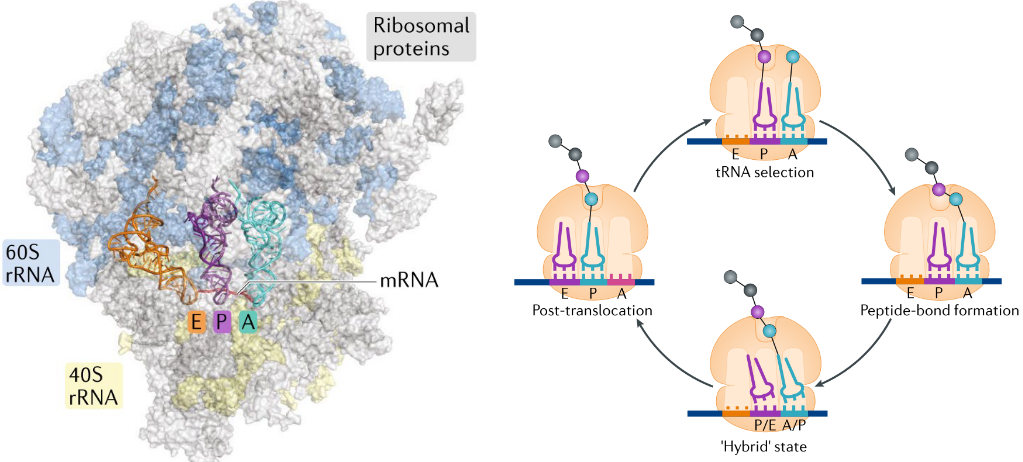 Ribosomal
proteins
60S
rRNA
mRNA
E P A
40S
rRNA
E P A
tRNA selection
E P A
Peptide-bond formation
P/E A/P
'Hybrid' state
E P A
Post-translocation